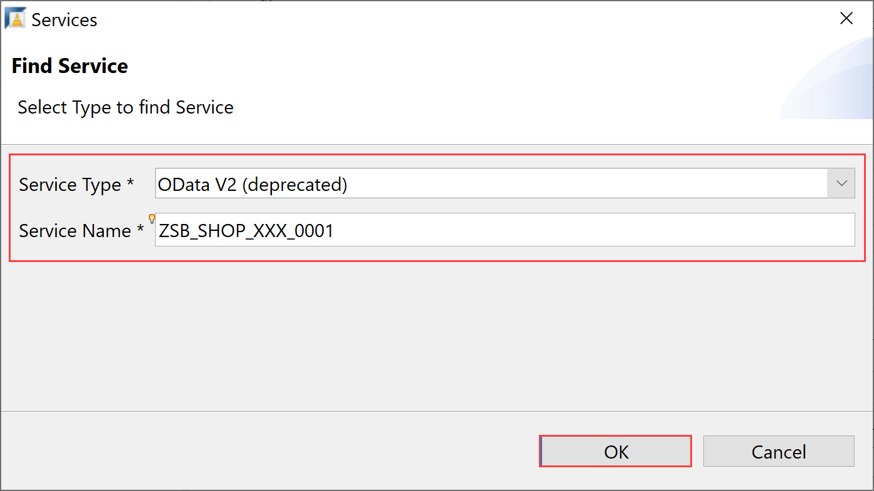 Services
Find Service
Select Type to find Service
Service Type * OData V2 (deprecated)
Service Name * ZSB_SHOP_XXX_0001
OK Cancel